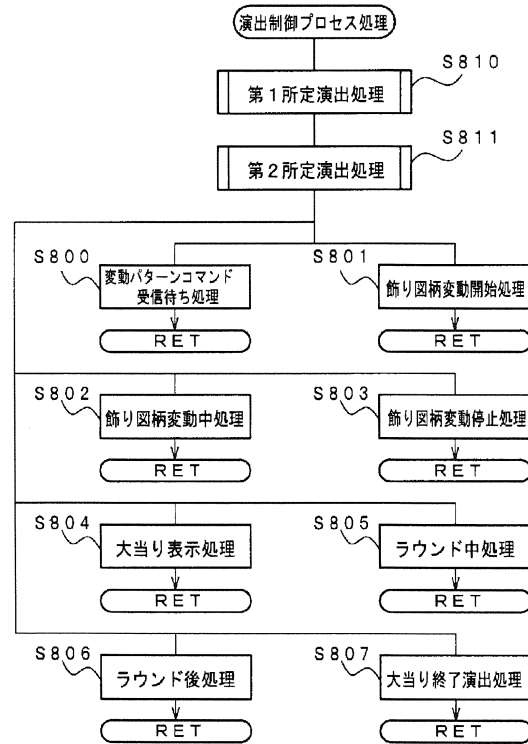 演出制御プロセス処理
S810
第1所定演出処理
S811
第2所定演出処理
S800
変動パターンコマンド
受信待ち処理
RET
S801
飾り図柄変動開始処理
RET
S802
飾り図柄変動中処理
RET
S803
飾り図柄変動停止処理
RET
S804
大当り表示処理
RET
S805
ラウンド中処理
RET
S806
ラウンド後処理
RET
S807
大当り終了演出処理
RET